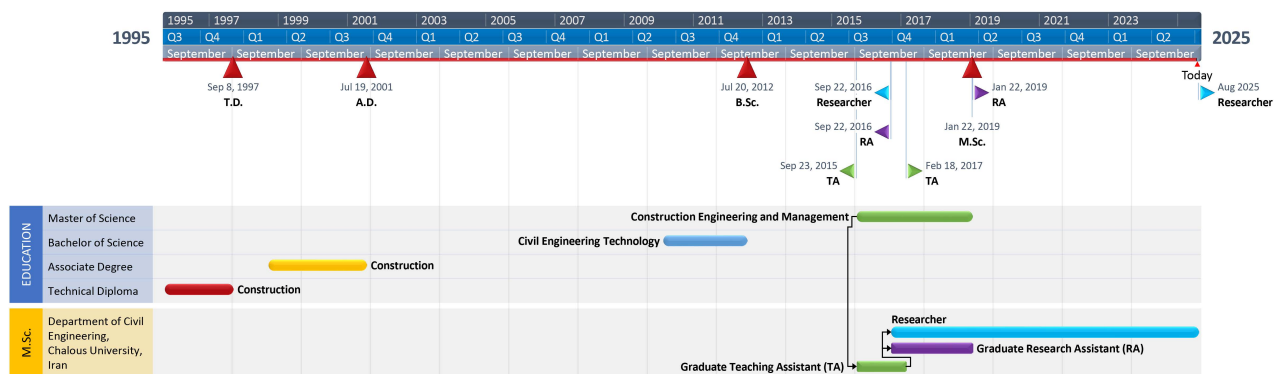 1995 1997 1999 2001 2003 2005 2007 2009 2011 2013 2015 2017 2019 2021 2023
1995 Q3 Q4 Q1 Q2 Q3 Q4 Q1 Q2 Q3 Q4 Q1 Q2 Q3 Q4 Q1 Q2 Q3 Q4 Q1 Q2 Q3 Q4 Q1 Q2 Q3 Q4 Q1 Q2 2025
September September September September September September September September September September September September September September September
Today
Sep 8, 1997
T.D.
Jul 19, 2001
A.D.
Jul 20, 2012
B.Sc.
Sep 22, 2016
Researcher
Jan 22, 2019
RA
Aug 2025
Researcher
Sep 22, 2016
RA
Jan 22, 2019
M.Sc.
Sep 23, 2015
TA
Feb 18, 2017
TA
EDUCATION
Master of Science
Construction Engineering and Management
Bachelor of Science
Civil Engineering Technology
Associate Degree
Construction
Technical Diploma
Construction
M.Sc.
Department of Civil
Engineering,
Chalous University,
Iran
Researcher
Graduate Research Assistant (RA)
Graduate Teaching Assistant (TA)